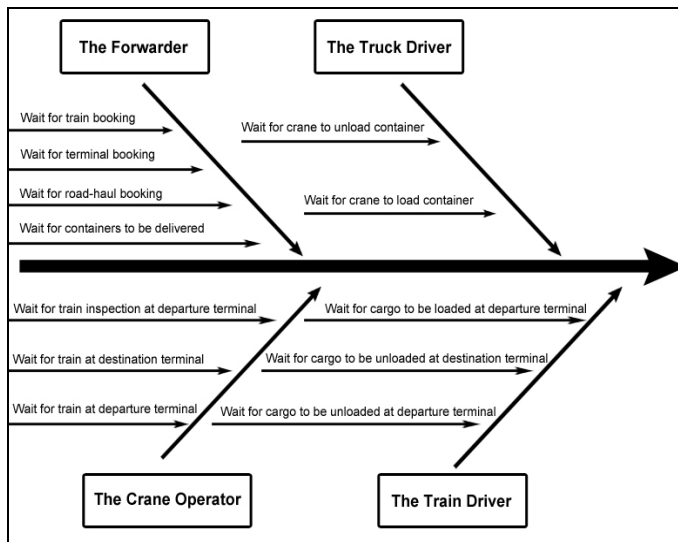 The Forwarder
The Truck Driver
Wait for train booking
Wait for crane to unload container
Wait for terminal booking
Wait for road-haul booking
Wait for crane to load container
Wait for containers to be delivered
Wait for train inspection at departure terminal
Wait for cargo to be loaded at departure terminal
Wait for train at destination terminal
Wait for cargo to be unloaded at destination terminal
Wait for train at departure terminal
Wait for cargo to be unloaded at departure terminal
The Crane Operator
The Train Driver